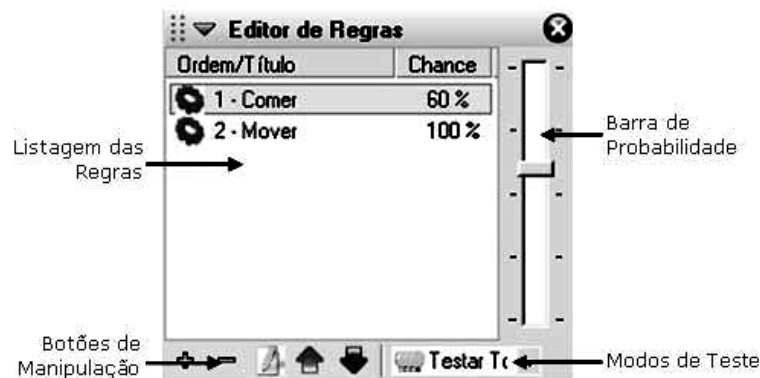 Editor de Regras
Ordem/Título Chance
1 - Comer 60 %
2 - Mover 100 %
Listagem das
Regras
Barra de
Probabilidade
Botões de
Manipulação
Testar
Modos de Teste